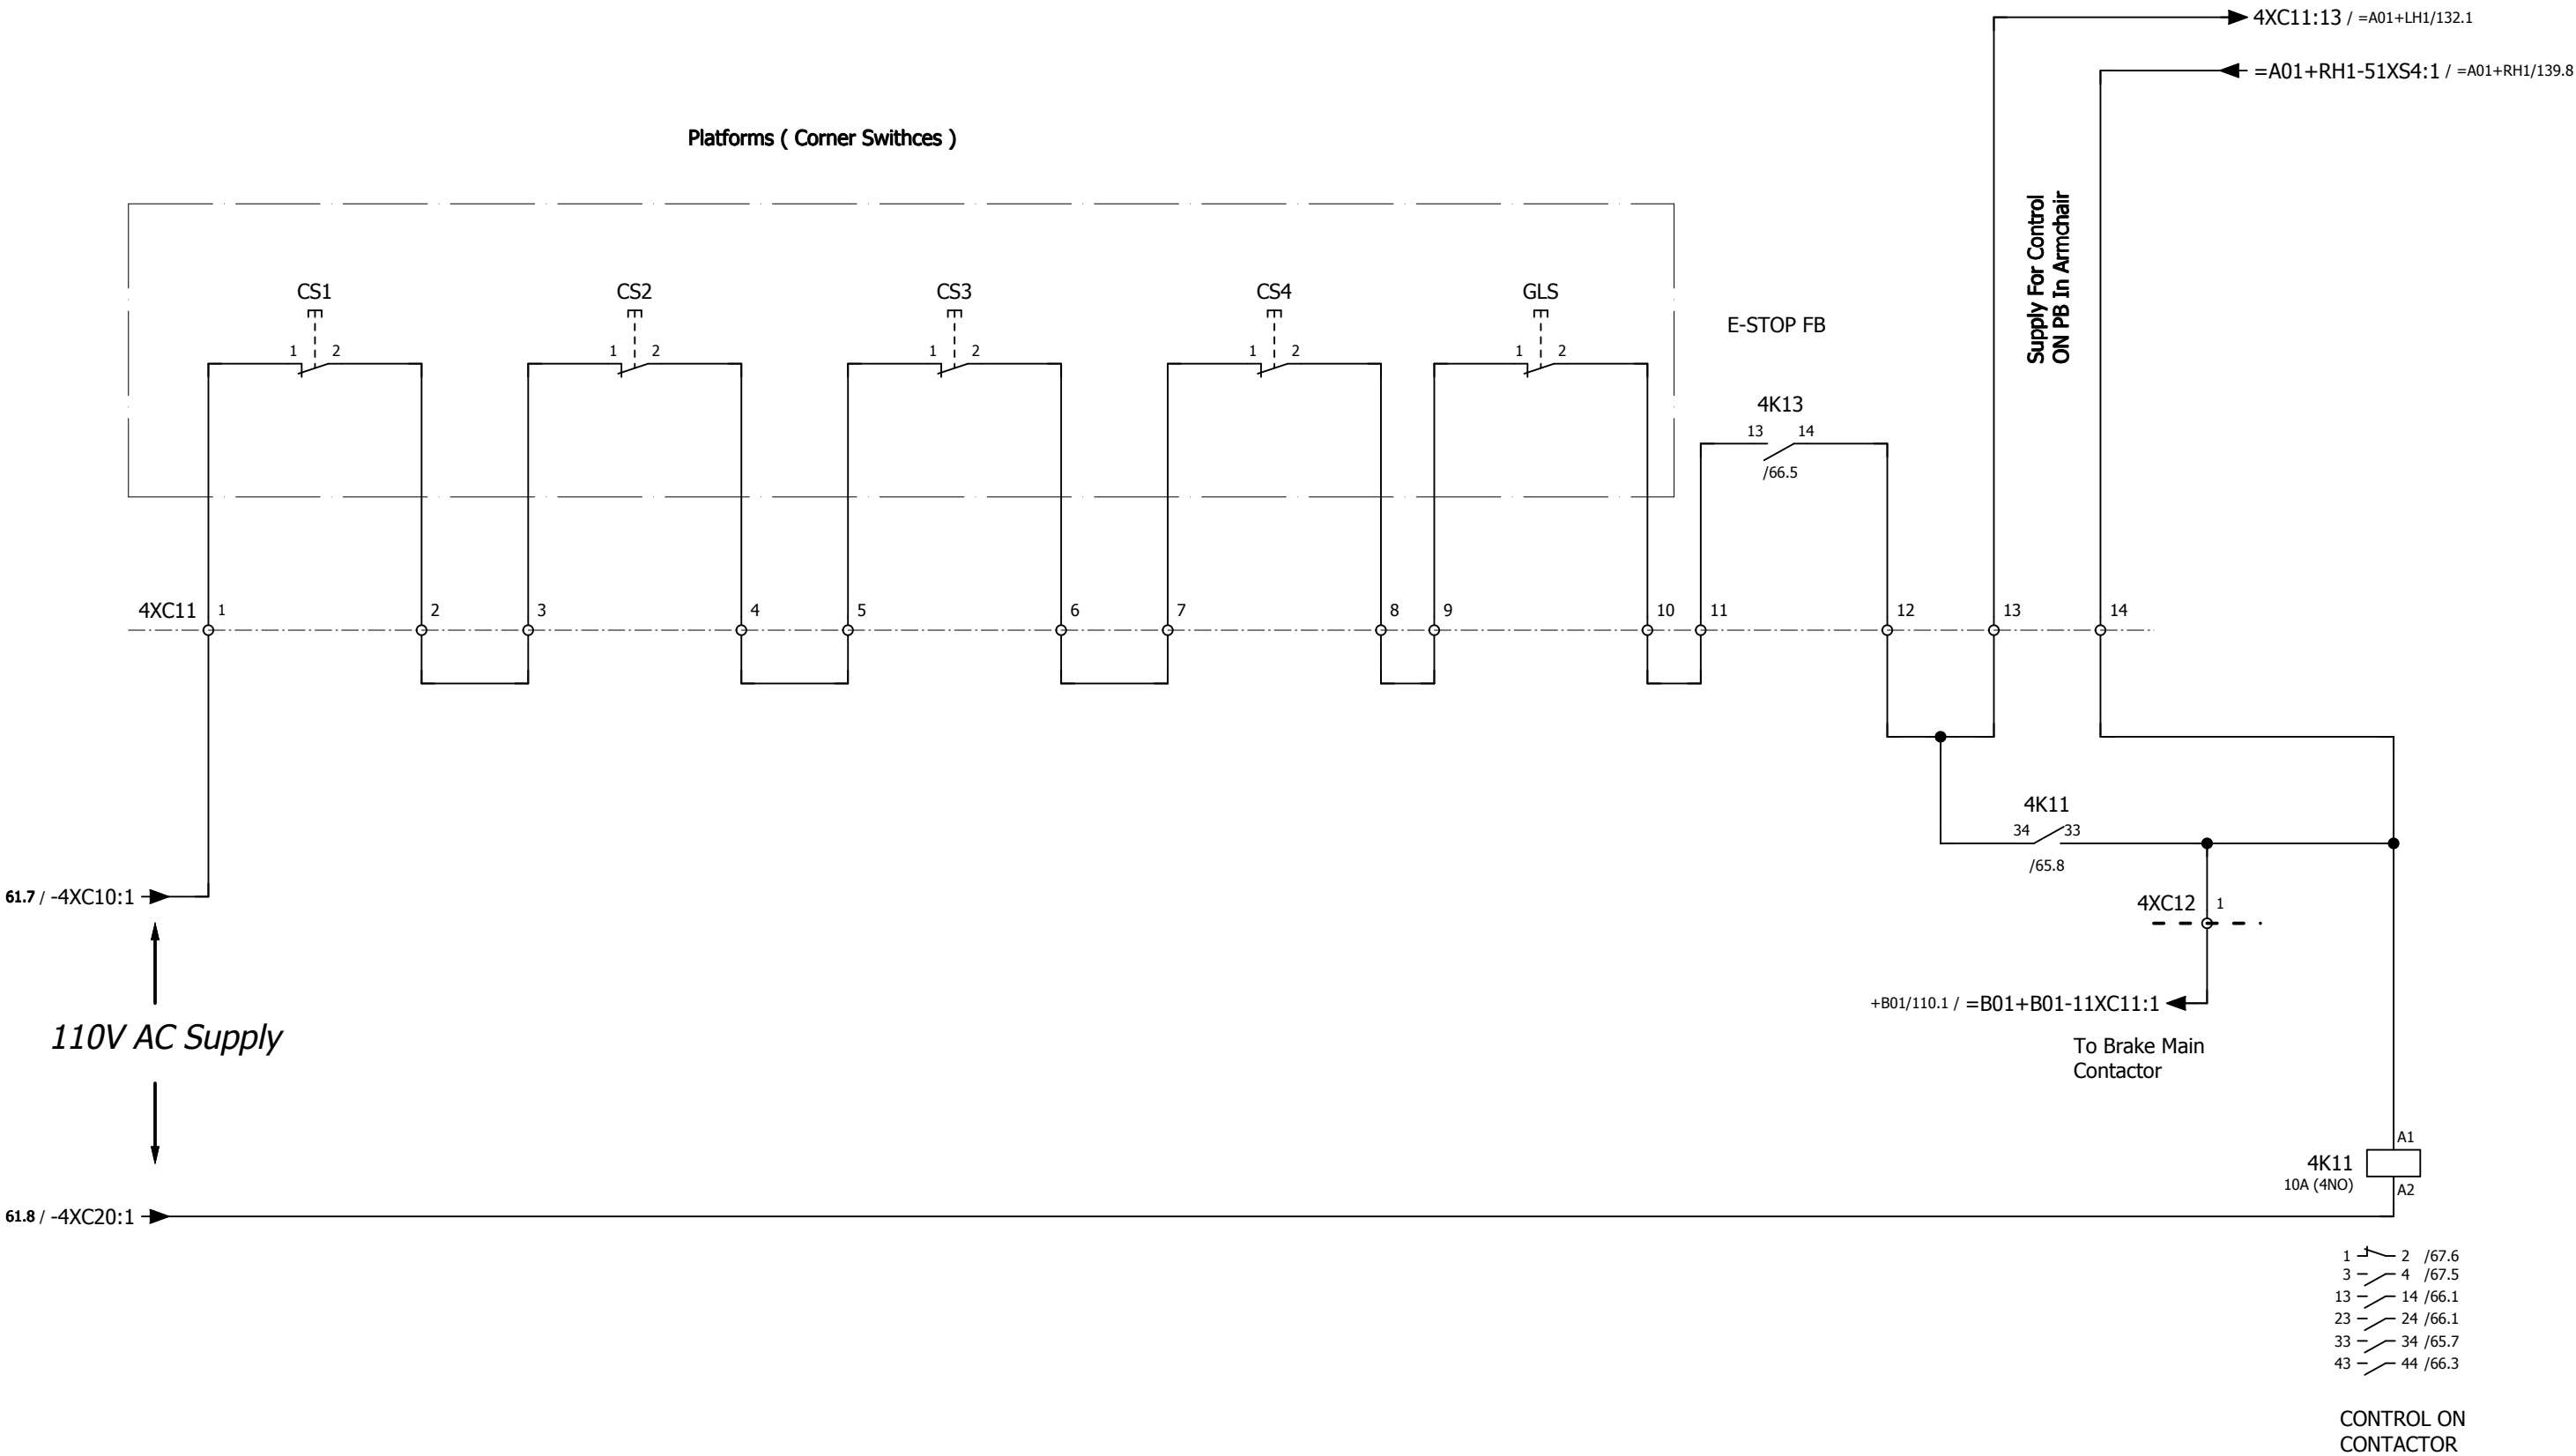 4XC11:13 / =A01+LH1/132.1
=A01+RH1-51XS4:1 / =A01+RH1/139.8
Platforms ( Corner Swithces )
Supply For Control
ON PB In Armchair
CS1
CS2
CS3
CS4
GLS
E-STOP FB
1 2
1 2
1 2
1 2
1 2
4K13
13 14
/66.5
4XC11 1 2 3 4 5 6 7 8 9 10 11 12 13 14
4K11
34 33
/65.8
61.7 / -4XC10:1
4XC12 1
+B01/110.1 / =B01+B01-11XC11:1
110V AC Supply
To Brake Main
Contactor
A1
4K11
10A (4NO)
A2
61.8 / -4XC20:1
1 2 /67.6
3 4 /67.5
13 14 /66.1
23 24 /66.1
33 34 /65.7
43 44 /66.3
CONTROL ON
CONTACTOR